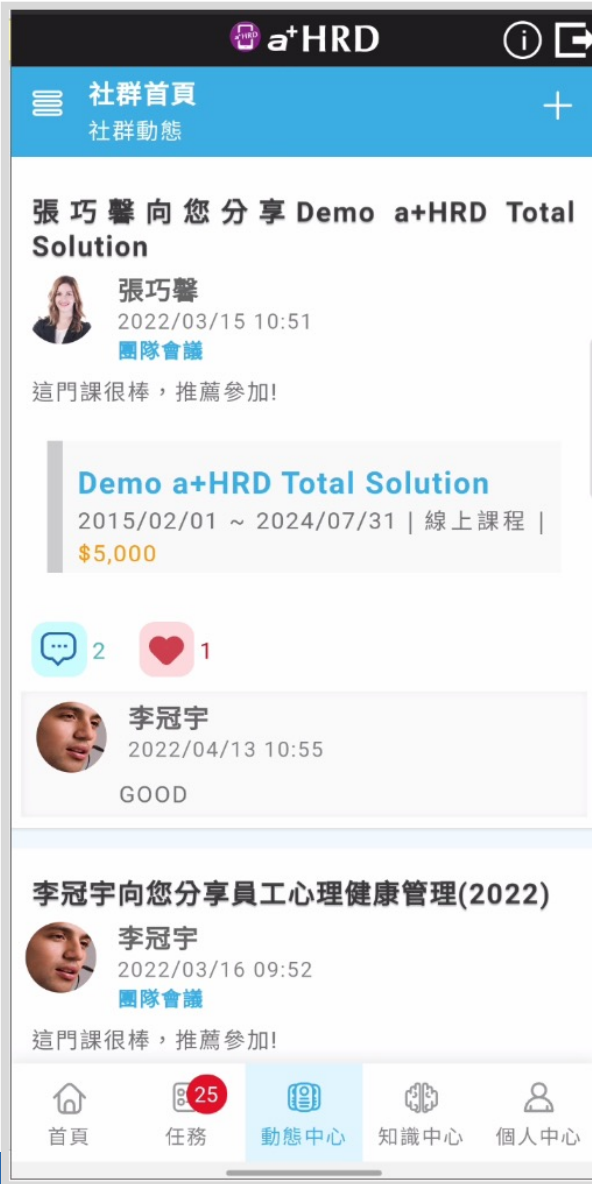 a+HRD
社群首頁
社群動態
張巧馨向您分享Demo a+HRD Total
Solution
張巧馨
2022/03/15 10:51
團隊會議
這門課很棒，推薦參加!
Demo a+HRD Total Solution
2015/02/01 ~ 2024/07/31 | 線上課程 |
$5,000
2 1
李冠宇
2022/04/13 10:55
GOOD
李冠宇向您分享員工心理健康管理(2022)
李冠宇
2022/03/16 09:52
團隊會議
這門課很棒，推薦參加!
25
首頁 任務 動態中心 知識中心 個人中心